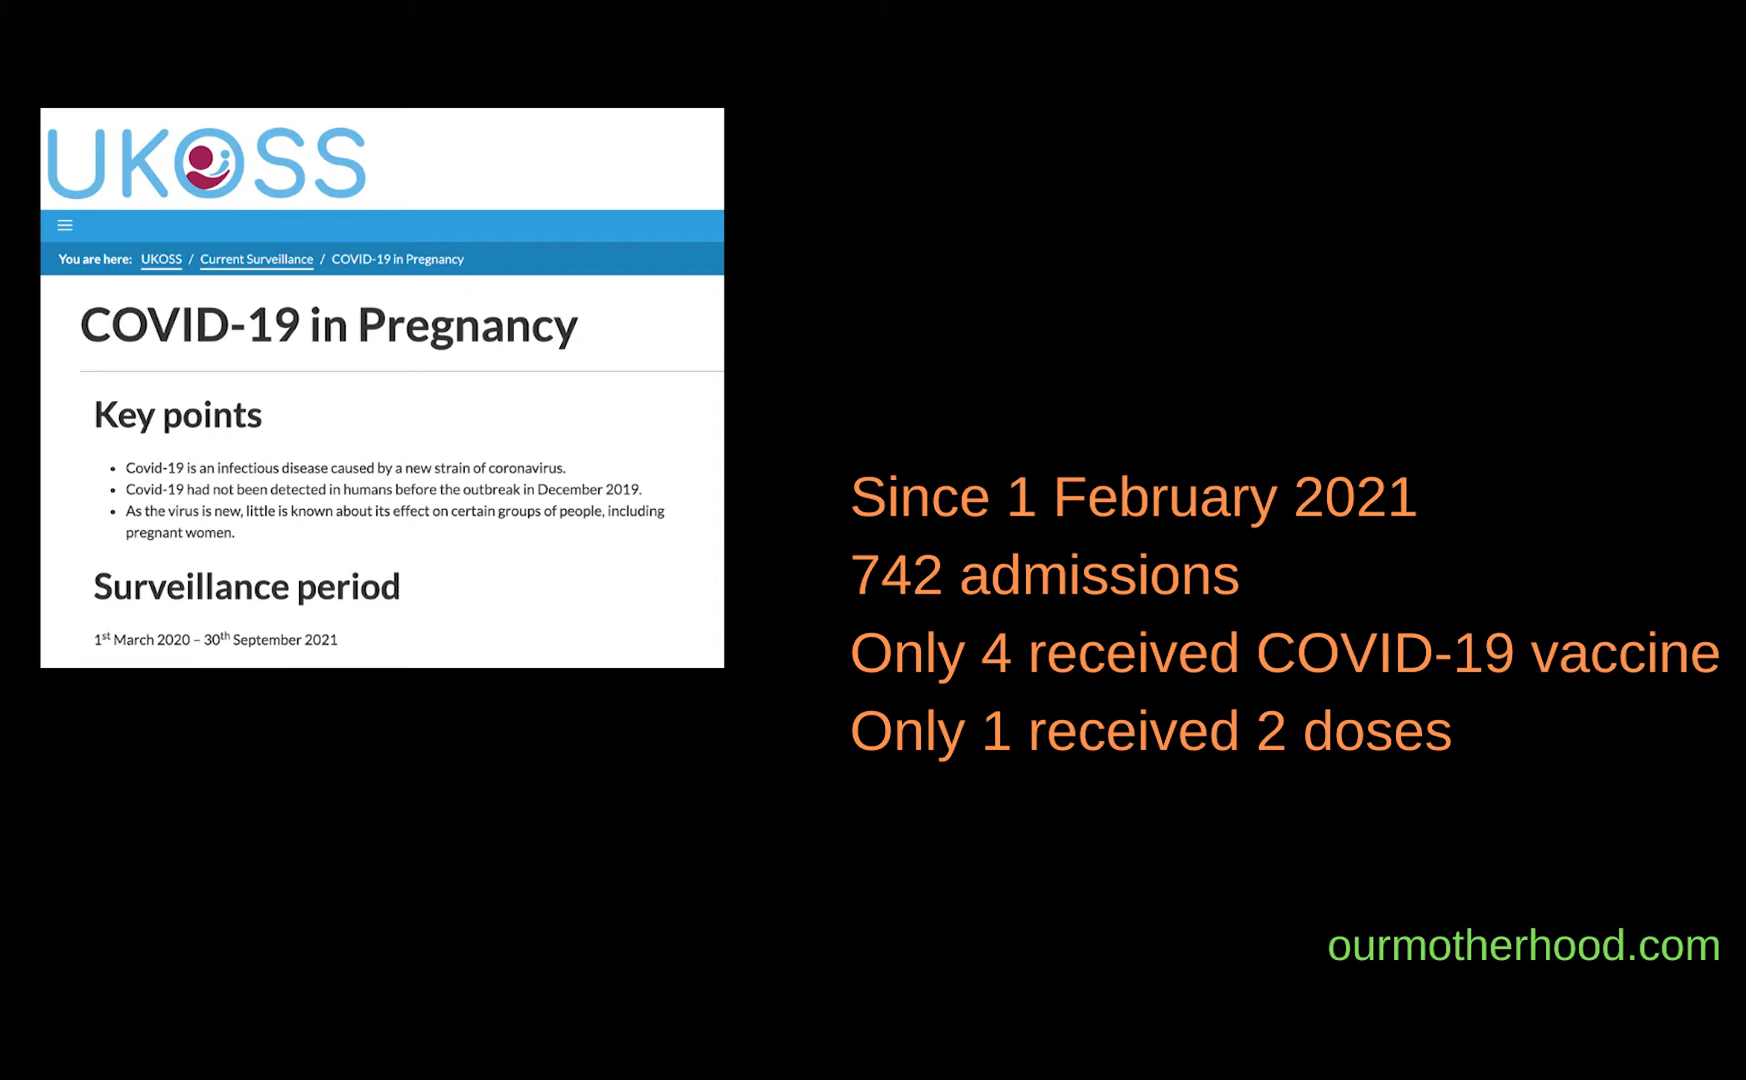 UKOSS
You are here: UKOSS / Current Surveillance / COVID-19 in Pregnancy
COVID-19 in Pregnancy
Key points
• Covid-19 is an infectious disease caused by a new strain of coronavirus.
• Covid-19 had not been detected in humans before the outbreak in December 2019.
• As the virus is new, little is known about its effect on certain groups of people, including
pregnant women.
Surveillance period
1st March 2020 – 30th September 2021
Since 1 February 2021
742 admissions
Only 4 received COVID-19 vaccine
Only 1 received 2 doses
ourmotherhood.com